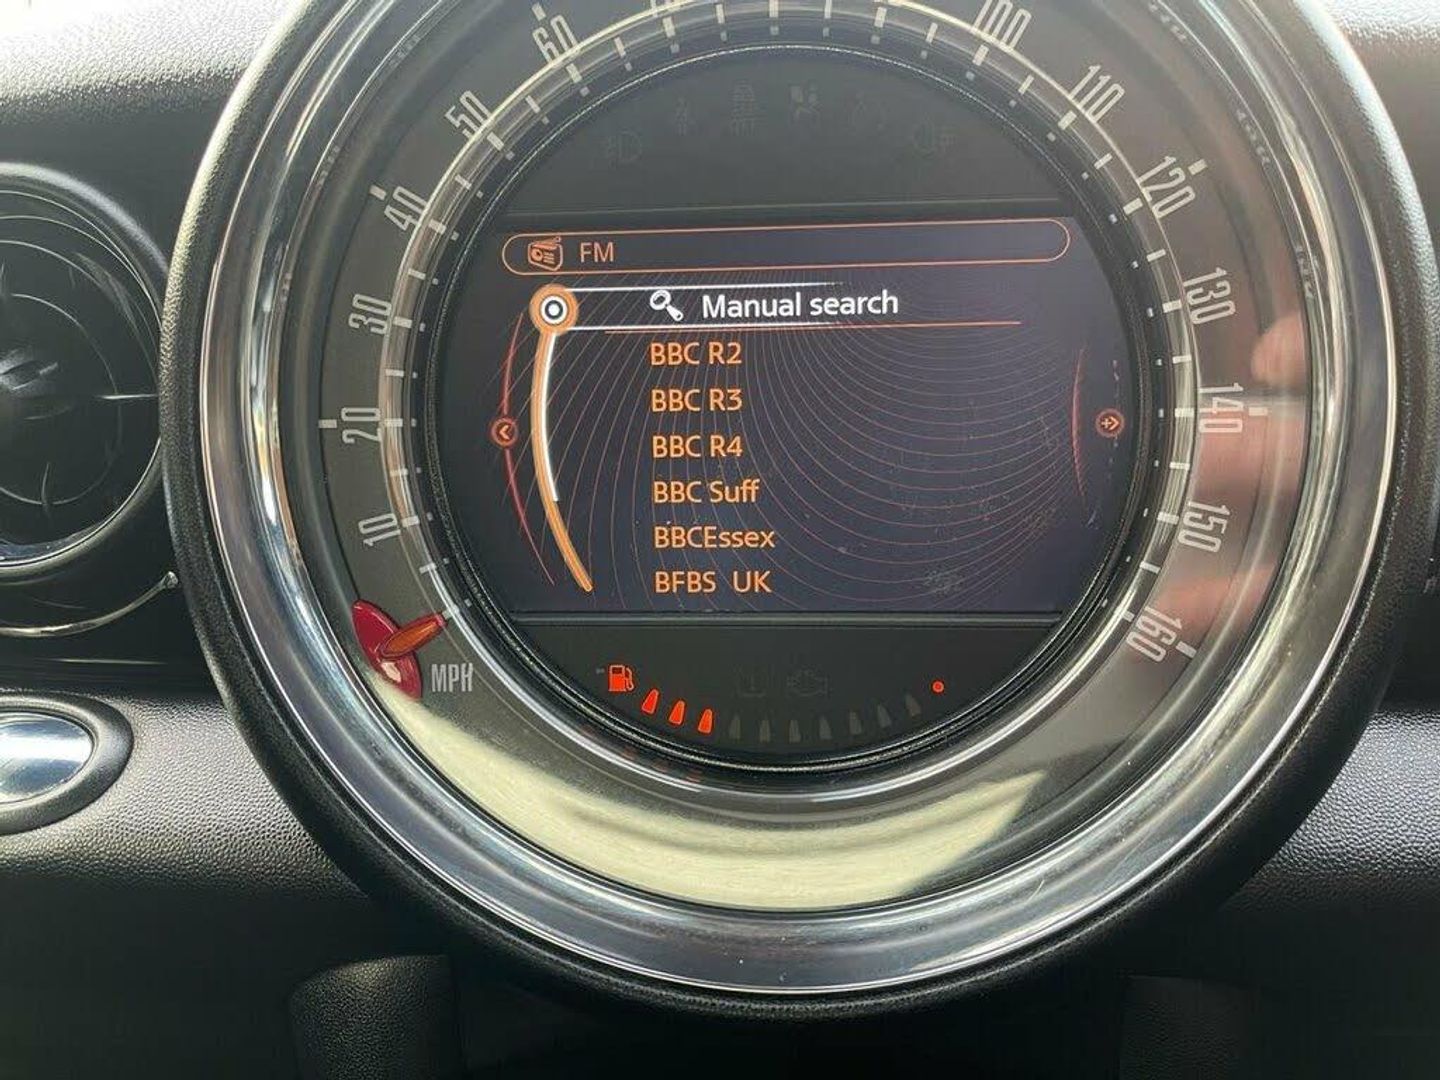 60
100
50
110
40
120
FM
30
Manual search
130
BBC R2
BBC R3
20
140
BBC R4
BBC Suff
10
BBCEssex
150
BFBS UK
160
MPH